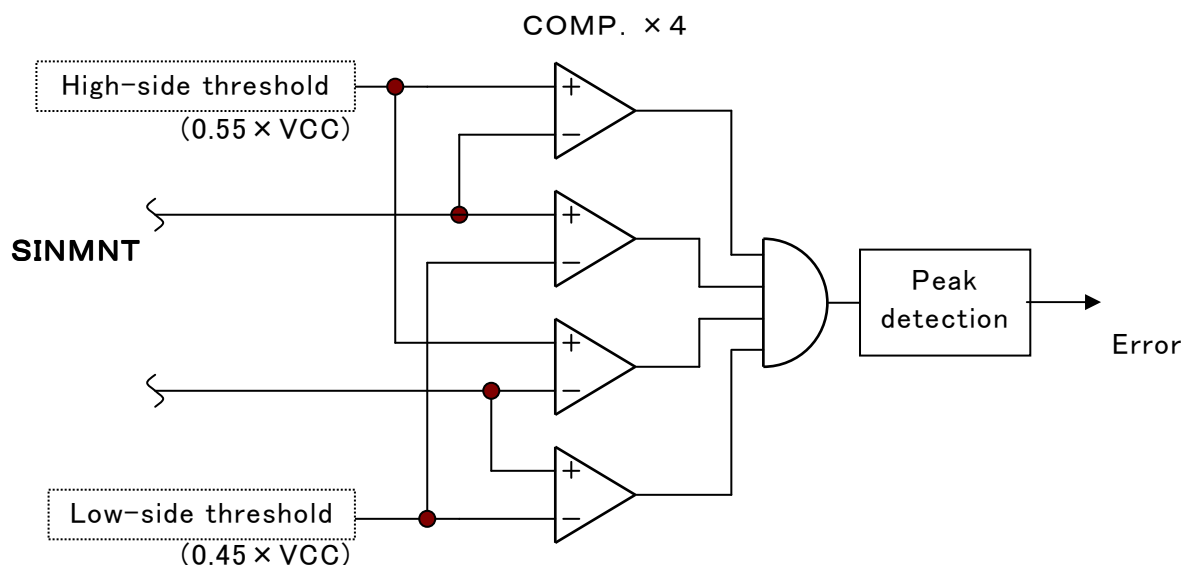 COMP. ×4
High-side threshold
(0.55×VCC)
+
−
SINMNT
+
−
Peak
detection
Error
+
−
+
−
Low-side threshold
(0.45×VCC)